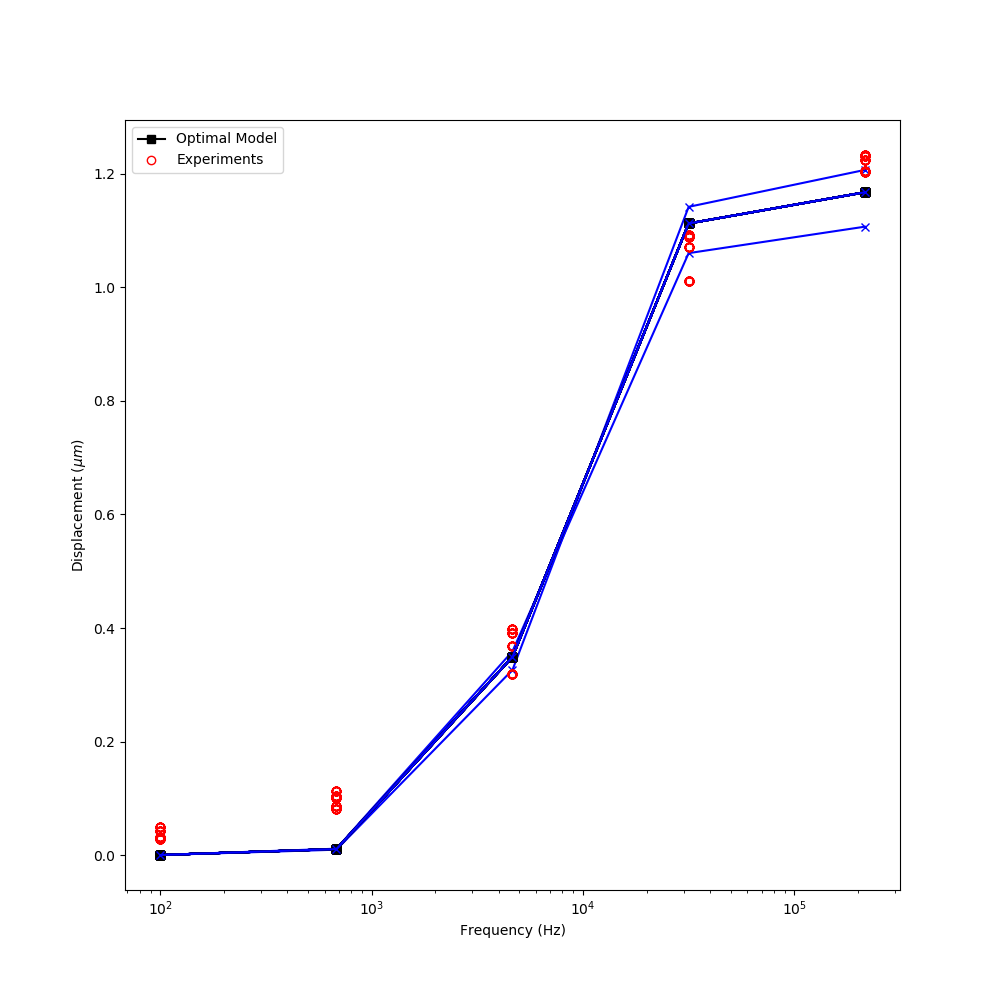 Optimal Model
Experiments
1.2
1.0
0.8
0.6
0.4
0.2
0.0
Displacement (μm)
10²
10³
10⁴
10⁵
Frequency (Hz)